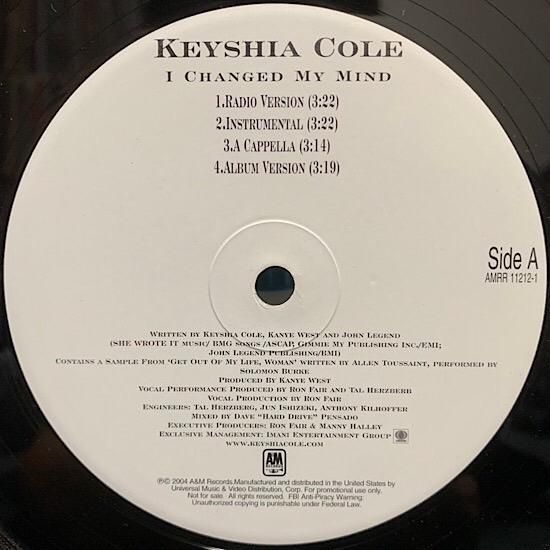 KEYSHIA COLE
I CHANGED MY MIND
1.RADIO VERSION (3:22)
2.INSTRUMENTAL (3:22)
3.A CAPPELLA (3:14)
4.ALBUM VERSION (3:19)
Side A
AMRR 11212-1
WRITTEN BY KEYSHIA COLE, KANYE WEST AND JOHN LEGEND
(SHE WROTE IT MUSIC/ BMG SONGS /ASCAP, GIMMIE MY PUBLISHING INC./EMI;
JOHN LEGEND PUBLISHING/BMI)
CONTAINS A SAMPLE FROM 'GET OUT OF MY LIFE, WOMAN' WRITTEN BY ALLEN TOUSSAINT, PERFORMED BY
SOLOMON BURKE
PRODUCED BY KANYE WEST
VOCAL PERFORMANCE PRODUCED BY RON FAIR AND TAL HERZBERB
VOCAL PRODUCTION BY RON FAIR
ENGINEERS: TAL HERZBERG, JUN ISHIZEKI, ANTHONY KILHOFFER
MIXED BY DAVE "HARD DRIVE" PENSADO
EXECUTIVE PRODUCERS: RON FAIR & MANNY HALLEY
EXCLUSIVE MANAGEMENT: IMANI ENTERTAINMENT GROUP
WWW.KEYSHIACOLE.COM
A&M
RECORDS
℗© 2004 A&M Records.Manufactured and distributed in the United States by
Universal Music & Video Distribution, Corp. For promotional use only.
Not for sale. All rights reserved. FBI Anti-Piracy Warning:
Unauthorized copying is punishable under Federal Law.